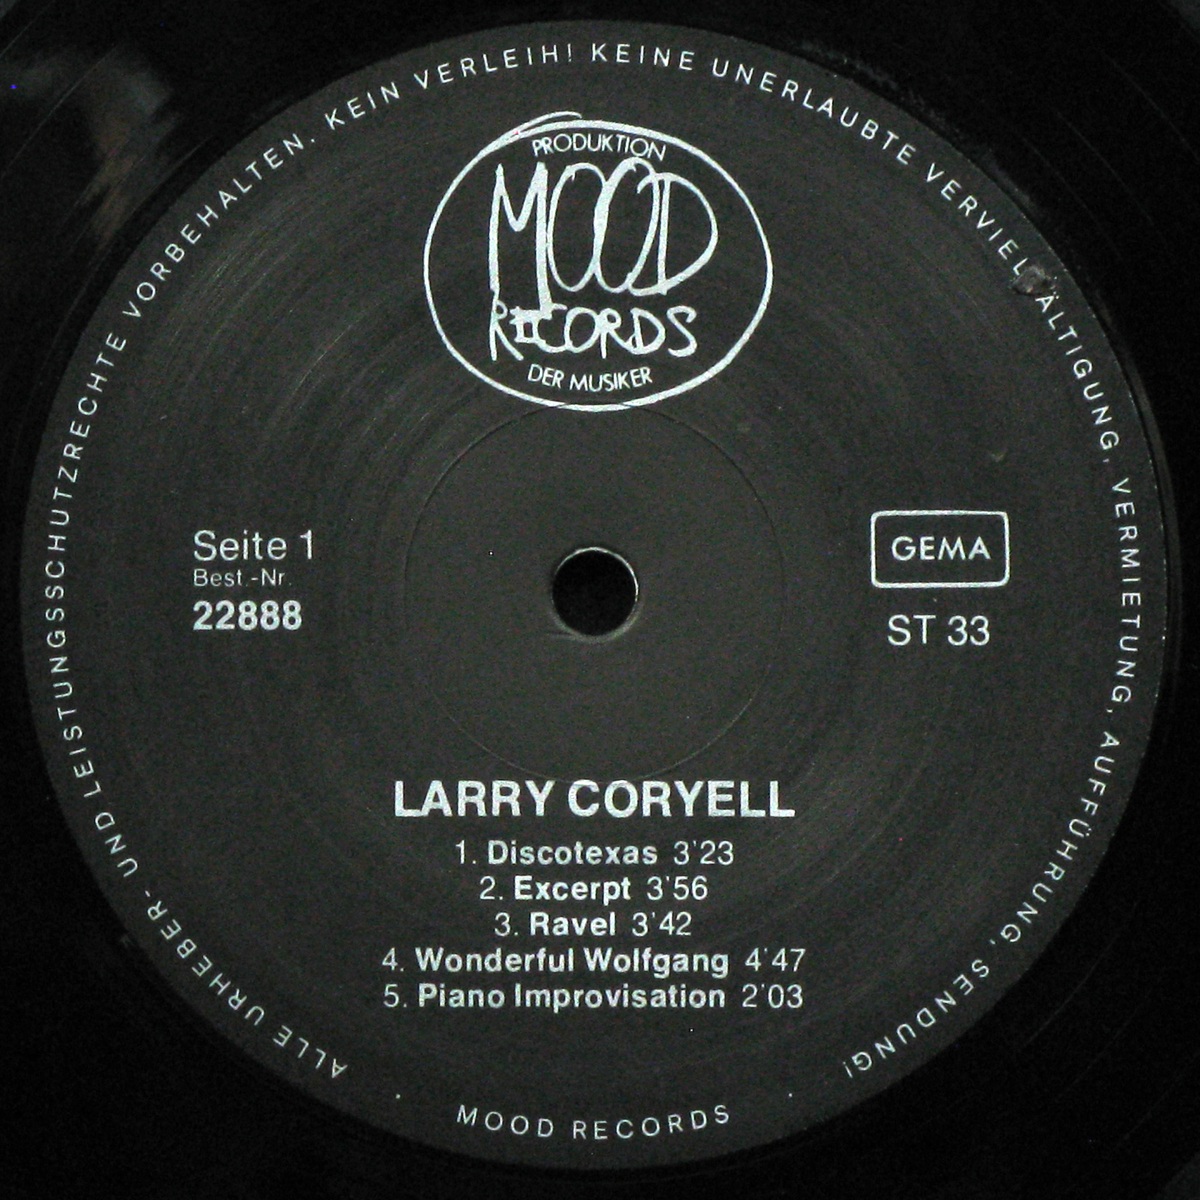 ALLE URHEBER- UND LEISTUNGSSCHUTZRECHTE VORBEHALTEN. KEIN VERLEIH! KEINE UNERLAUBTE VERVIEL ÄLTIGUNG, VERMIETUNG, AUFFÜHRUNG, SENDUNG!
PRODUKTION
MOOD
RECORDS
DER MUSIKER
Seite 1
Best.-Nr.
22888
GEMA
ST 33
LARRY CORYELL
1. Discotexas 3'23
2. Excerpt 3'56
3. Ravel 3'42
4. Wonderful Wolfgang 4'47
5. Piano Improvisation 2'03
· MOOD RECORDS ·